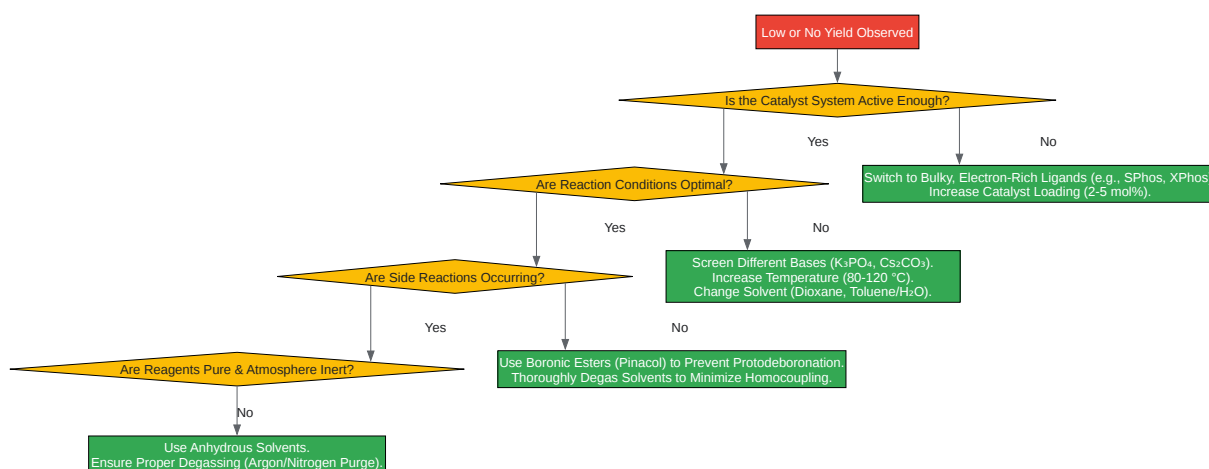 Low or No Yield Observed
Is the Catalyst System Active Enough?
Yes
No
Switch to Bulky, Electron-Rich Ligands (e.g., SPhos, XPhos
Increase Catalyst Loading (2-5 mol%).
Are Reaction Conditions Optimal?
Yes
No
Screen Different Bases (K₃PO₄, Cs₂CO₃).
Increase Temperature (80-120 °C).
Change Solvent (Dioxane, Toluene/H₂O).
Are Side Reactions Occurring?
Yes
No
Use Boronic Esters (Pinacol) to Prevent Protodeboronation.
Thoroughly Degas Solvents to Minimize Homocoupling.
Are Reagents Pure & Atmosphere Inert?
No
Use Anhydrous Solvents.
Ensure Proper Degassing (Argon/Nitrogen Purge).